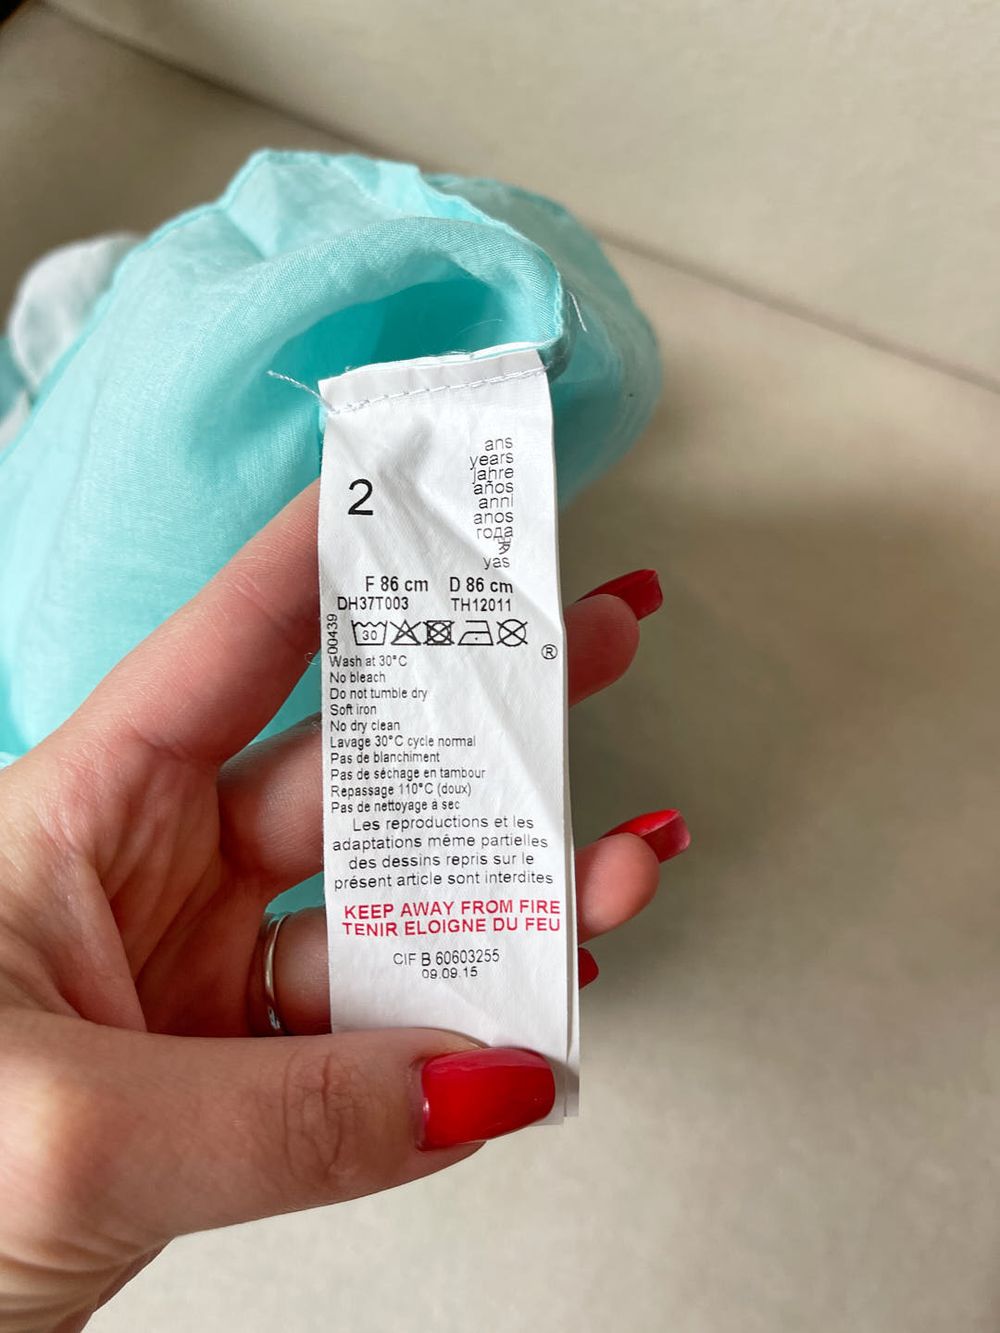 2
ans
years
jahre
años
anni
anos
года
岁
yas
F 86 cm D 86 cm
DH37T003 TH12011
00439
30
®
Wash at 30°C
No bleach
Do not tumble dry
Soft iron
No dry clean
Lavage 30°C cycle normal
Pas de blanchiment
Pas de séchage en tambour
Repassage 110°C (doux)
Pas de nettoyage à sec
Les reproductions et les
adaptations même partielles
des dessins repris sur le
présent article sont interdites
KEEP AWAY FROM FIRE
TENIR ELOIGNE DU FEU
CIF B 60603255
09.09.15